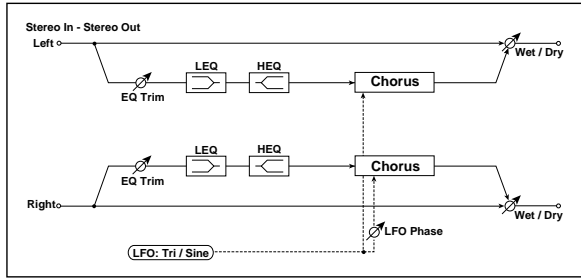 Stereo In - Stereo Out
Left
Wet / Dry
LEQ
HEQ
Chorus
EQ Trim
LEQ
HEQ
Chorus
EQ Trim
Right
Wet / Dry
LFO Phase
LFO: Tri / Sine